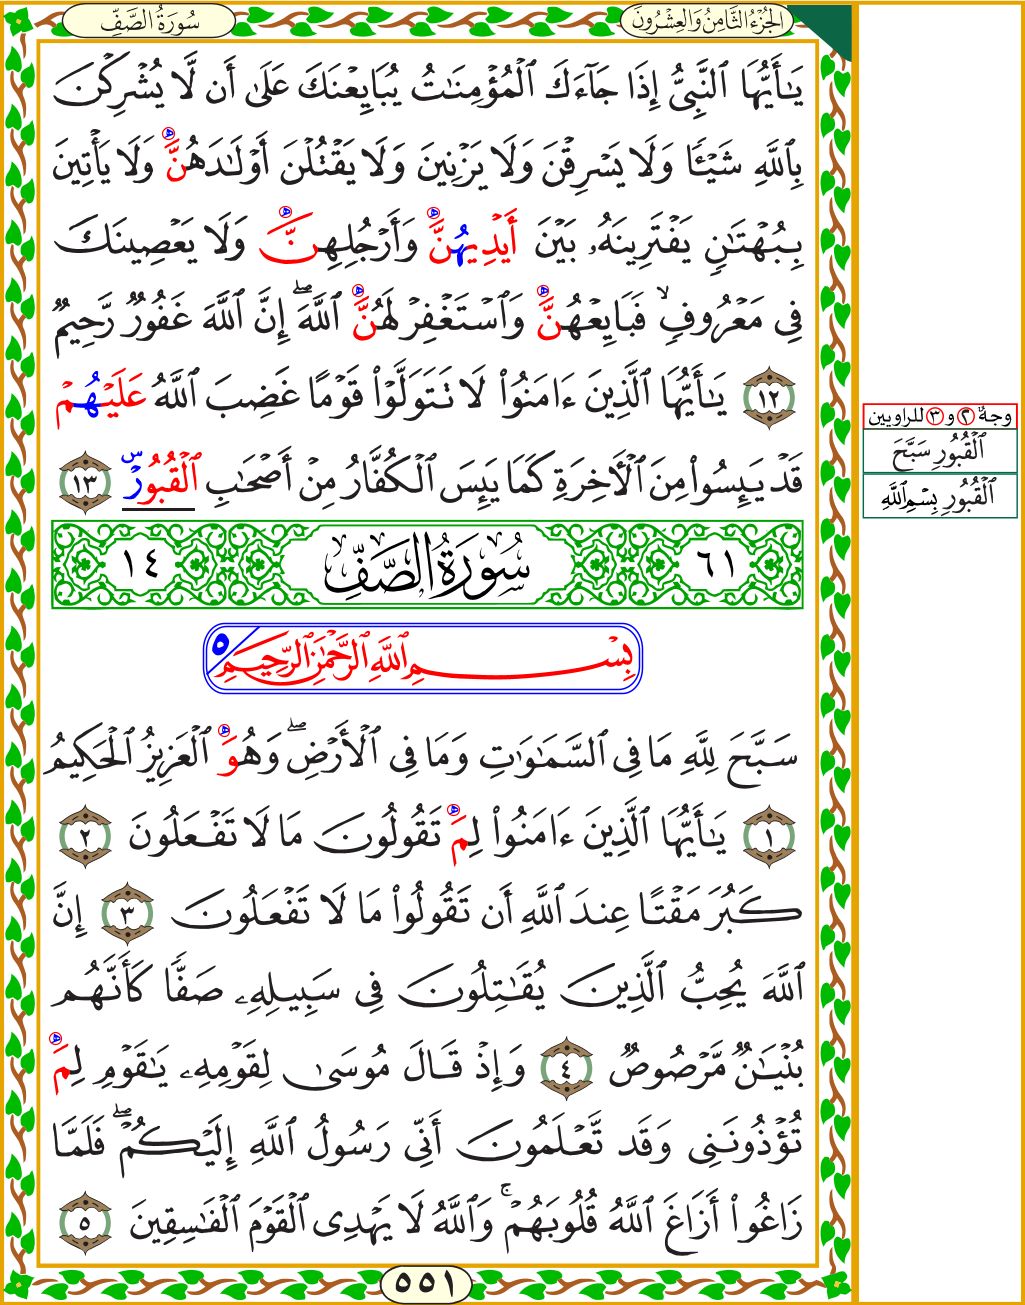 سُورَةُ الصَّفِّ
الجُزْءُ الثَّامِنُ وَالعِشْرُونَ
يَٰٓأَيُّهَا ٱلنَّبِىُّ إِذَا جَآءَكَ ٱلْمُؤْمِنَٰتُ يُبَايِعْنَكَ عَلَىٰٓ أَن لَّا يُشْرِكْنَ
بِٱللَّهِ شَيْـًٔا وَلَا يَسْرِقْنَ وَلَا يَزْنِينَ وَلَا يَقْتُلْنَ أَوْلَٰدَهُنَّ وَلَا يَأْتِينَ
بِبُهْتَٰنٍ يَفْتَرِينَهُۥ بَيْنَ أَيْدِيهُنَّ وَأَرْجُلِهِنَّ وَلَا يَعْصِينَكَ
فِى مَعْرُوفٍ ۙ فَبَايِعْهُنَّ وَٱسْتَغْفِرْ لَهُنَّ ٱللَّهَ ۖ إِنَّ ٱللَّهَ غَفُورٌ رَّحِيمٌ
١٢ يَٰٓأَيُّهَا ٱلَّذِينَ ءَامَنُوا۟ لَا تَتَوَلَّوْا۟ قَوْمًا غَضِبَ ٱللَّهُ عَلَيْهُمْ
قَدْ يَئِسُوا۟ مِنَ ٱلْءَاخِرَةِ كَمَا يَئِسَ ٱلْكُفَّارُ مِنْ أَصْحَٰبِ ٱلْقُبُورْ س ١٣
وجهٌ ٢ و ٣ للراويين
ٱلْقُبُورِ سَبَّحَ
ٱلْقُبُورِ بِسْمِ ٱللَّهِ
٦١ سُورَةُ الصَّفِّ ١٤
بِسْمِ ٱللَّهِ ٱلرَّحْمَٰنِ ٱلرَّحِيمِ ٥
سَبَّحَ لِلَّهِ مَا فِى ٱلسَّمَٰوَٰتِ وَمَا فِى ٱلْأَرْضِ ۖ وَهُوَ ٱلْعَزِيزُ ٱلْحَكِيمُ
١ يَٰٓأَيُّهَا ٱلَّذِينَ ءَامَنُوا۟ لِمَ تَقُولُونَ مَا لَا تَفْعَلُونَ ٢
كَبُرَ مَقْتًا عِندَ ٱللَّهِ أَن تَقُولُوا۟ مَا لَا تَفْعَلُونَ ٣ إِنَّ
ٱللَّهَ يُحِبُّ ٱلَّذِينَ يُقَٰتِلُونَ فِى سَبِيلِهِۦ صَفًّا كَأَنَّهُم
بُنْيَٰنٌ مَّرْصُوصٌ ٤ وَإِذْ قَالَ مُوسَىٰ لِقَوْمِهِۦ يَٰقَوْمِ لِمَ
تُؤْذُونَنِى وَقَد تَّعْلَمُونَ أَنِّى رَسُولُ ٱللَّهِ إِلَيْكُمْ ۖ فَلَمَّا
زَاغُوٓا۟ أَزَاغَ ٱللَّهُ قُلُوبَهُمْ ۚ وَٱللَّهُ لَا يَهْدِى ٱلْقَوْمَ ٱلْفَٰسِقِينَ ٥
٥٥١